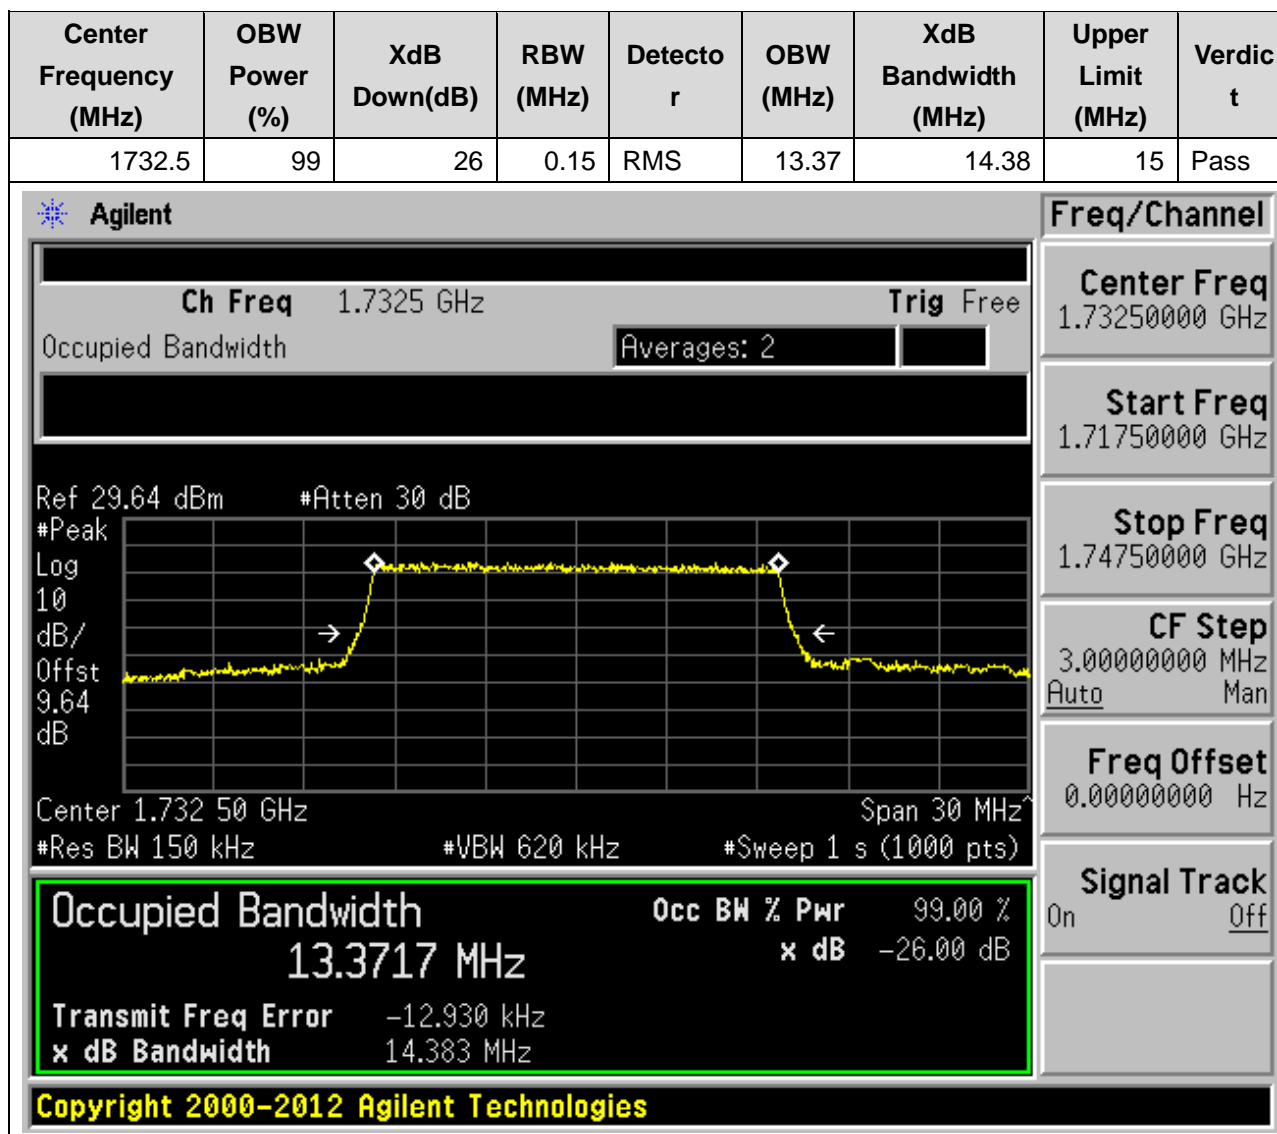 Center Frequency (MHz) OBW Power (%) XdB Down(dB) RBW (MHz) Detecto r OBW (MHz) XdB Bandwidth (MHz) Upper Limit (MHz) Verdic t
1732.5 99 26 0.15 RMS 13.37 14.38 15 Pass
Agilent
Freq/Channel
Ch Freq 1.7325 GHz Trig Free
Occupied Bandwidth Averages: 2
Ref 29.64 dBm #Atten 30 dB
#Peak
Log
10
dB/
Offst
9.64
dB
Center 1.732 50 GHz Span 30 MHz^
#Res BW 150 kHz #VBW 620 kHz #Sweep 1 s (1000 pts)
Occupied Bandwidth Occ BW % Pwr 99.00 %
13.3717 MHz x dB -26.00 dB
Transmit Freq Error -12.930 kHz
x dB Bandwidth 14.383 MHz
Center Freq
1.73250000 GHz
Start Freq
1.71750000 GHz
Stop Freq
1.74750000 GHz
CF Step
3.00000000 MHz
Auto Man
Freq Offset
0.00000000 Hz
Signal Track
On Off
Copyright 2000-2012 Agilent Technologies